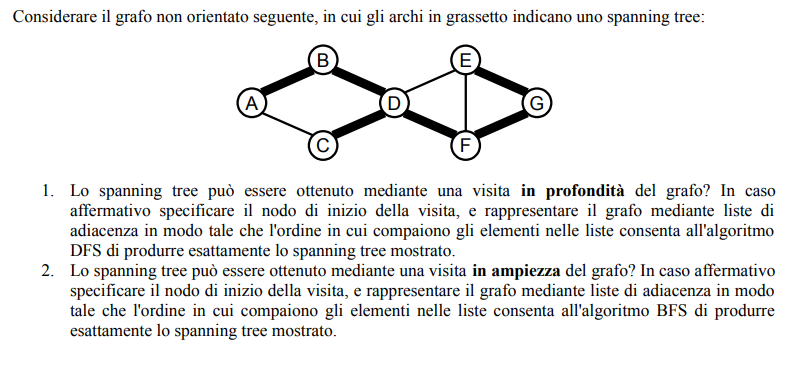 Considerare il grafo non orientato seguente, in cui gli archi in grassetto indicano uno spanning tree:
B
E
A
D
G
C
F
1. Lo spanning tree può essere ottenuto mediante una visita in profondità del grafo? In caso
affermativo specificare il nodo di inizio della visita, e rappresentare il grafo mediante liste di
adiacenza in modo tale che l'ordine in cui compaiono gli elementi nelle liste consenta all'algoritmo
DFS di produrre esattamente lo spanning tree mostrato.
2. Lo spanning tree può essere ottenuto mediante una visita in ampiezza del grafo? In caso affermativo
specificare il nodo di inizio della visita, e rappresentare il grafo mediante liste di adiacenza in modo
tale che l'ordine in cui compaiono gli elementi nelle liste consenta all'algoritmo BFS di produrre
esattamente lo spanning tree mostrato.